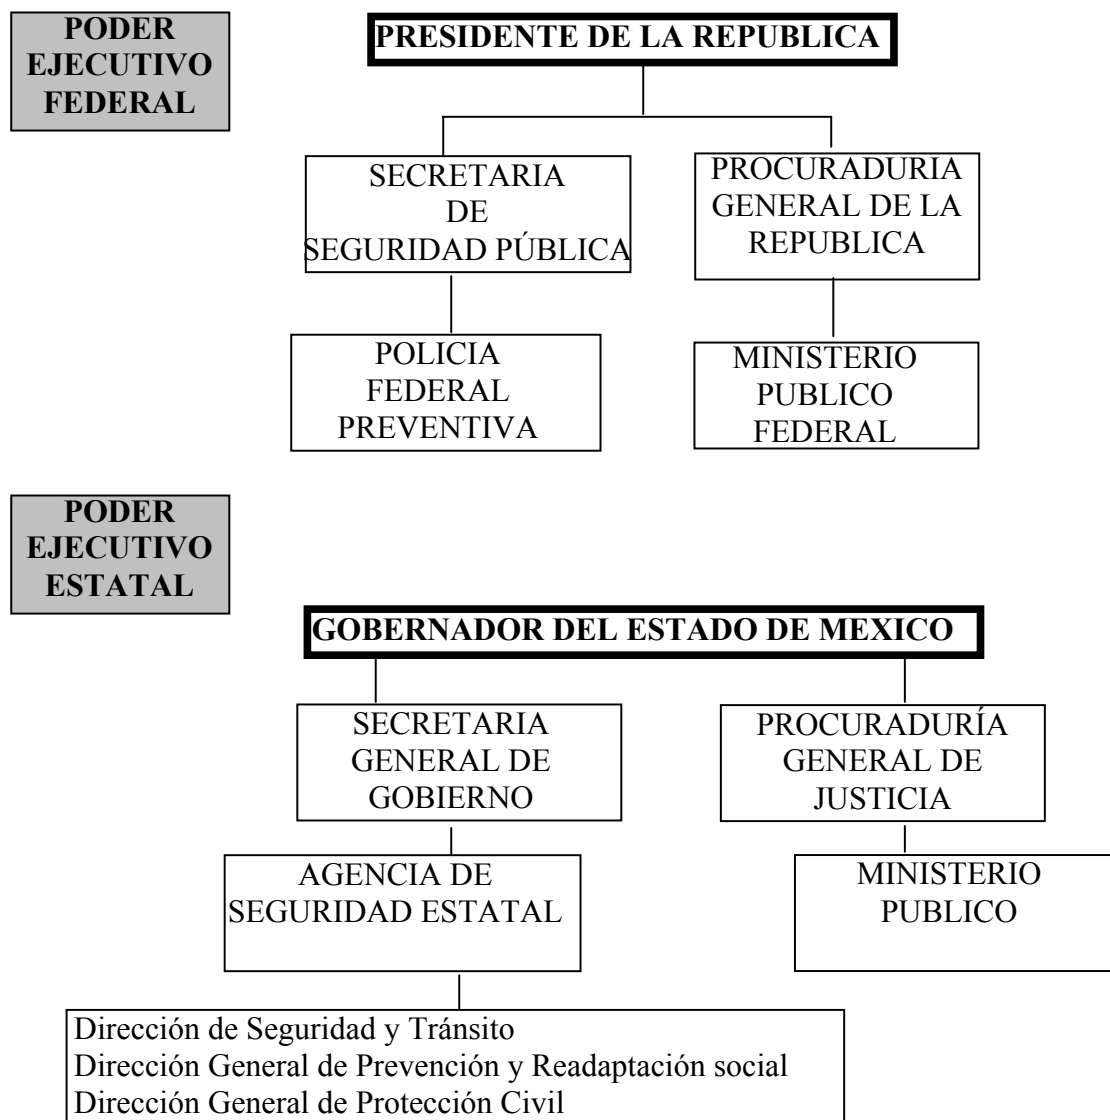 PODER
EJECUTIVO
FEDERAL
PRESIDENTE DE LA REPUBLICA
SECRETARIA
DE
SEGURIDAD PÚBLICA
PROCURADURIA
GENERAL DE LA
REPUBLICA
POLICIA
FEDERAL
PREVENTIVA
MINISTERIO
PUBLICO
FEDERAL
PODER
EJECUTIVO
ESTATAL
GOBERNADOR DEL ESTADO DE MEXICO
SECRETARIA
GENERAL DE
GOBIERNO
PROCURADURÍA
GENERAL DE
JUSTICIA
AGENCIA DE
SEGURIDAD ESTATAL
MINISTERIO
PUBLICO
Dirección de Seguridad y Tránsito
Dirección General de Prevención y Readaptación social
Dirección General de Protección Civil